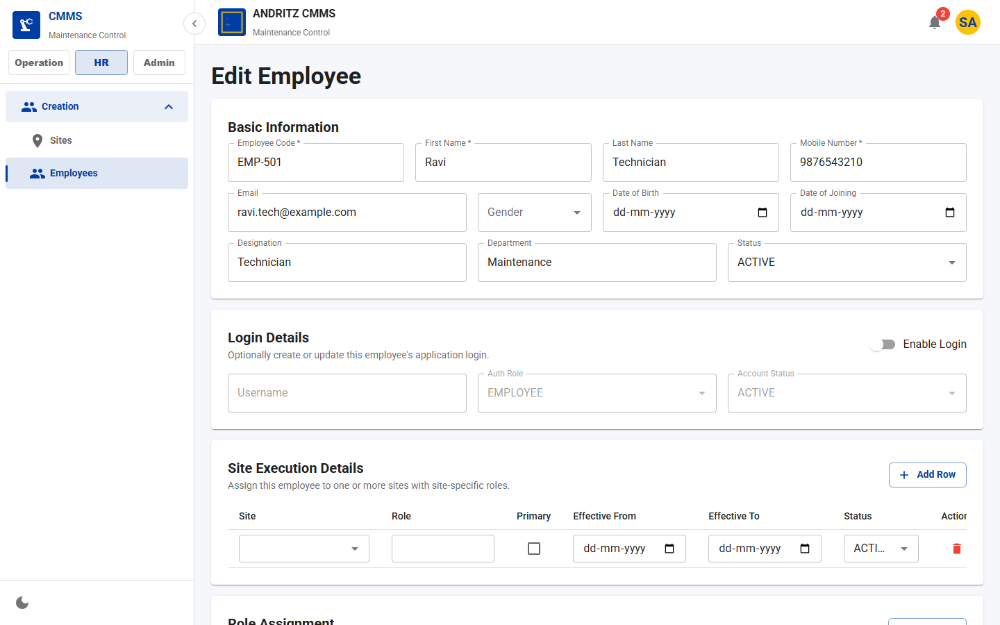 CMMS
Maintenance Control
Operation HR Admin
Creation
Sites
Employees
ANDRITZ CMMS
Maintenance Control
2
SA
Edit Employee
Basic Information
Employee Code * First Name * Last Name Mobile Number *
EMP-501 Ravi Technician 9876543210
Email Date of Birth Date of Joining
ravi.tech@example.com Gender dd-mm-yyyy dd-mm-yyyy
Designation Department Status
Technician Maintenance ACTIVE
Login Details
Optionally create or update this employee's application login.
Enable Login
Auth Role Account Status
Username EMPLOYEE ACTIVE
Site Execution Details
Assign this employee to one or more sites with site-specific roles.
Add Row
Site Role Primary Effective From Effective To Status Action
dd-mm-yyyy dd-mm-yyyy ACTI...
Role Assignment